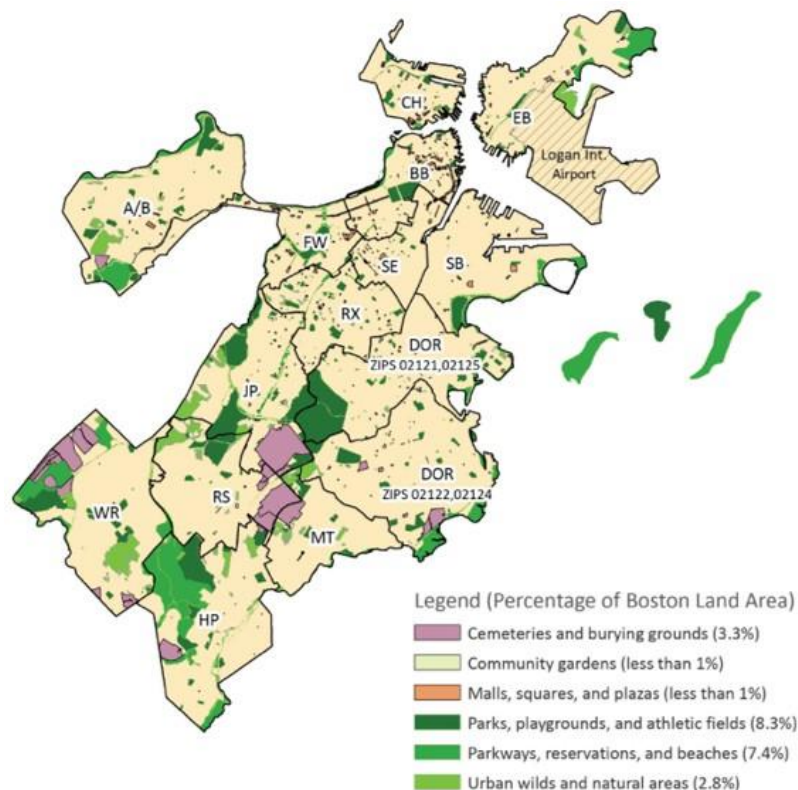 CH
EB
Logan Int.
Airport
BB
A/B
FW
SE
SB
RX
DOR
ZIPS 02121,02125
JP
DOR
ZIPS 02122,02124
RS
WR
MT
HP
Legend (Percentage of Boston Land Area)
Cemeteries and burying grounds (3.3%)
Community gardens (less than 1%)
Malls, squares, and plazas (less than 1%)
Parks, playgrounds, and athletic fields (8.3%)
Parkways, reservations, and beaches (7.4%)
Urban wilds and natural areas (2.8%)